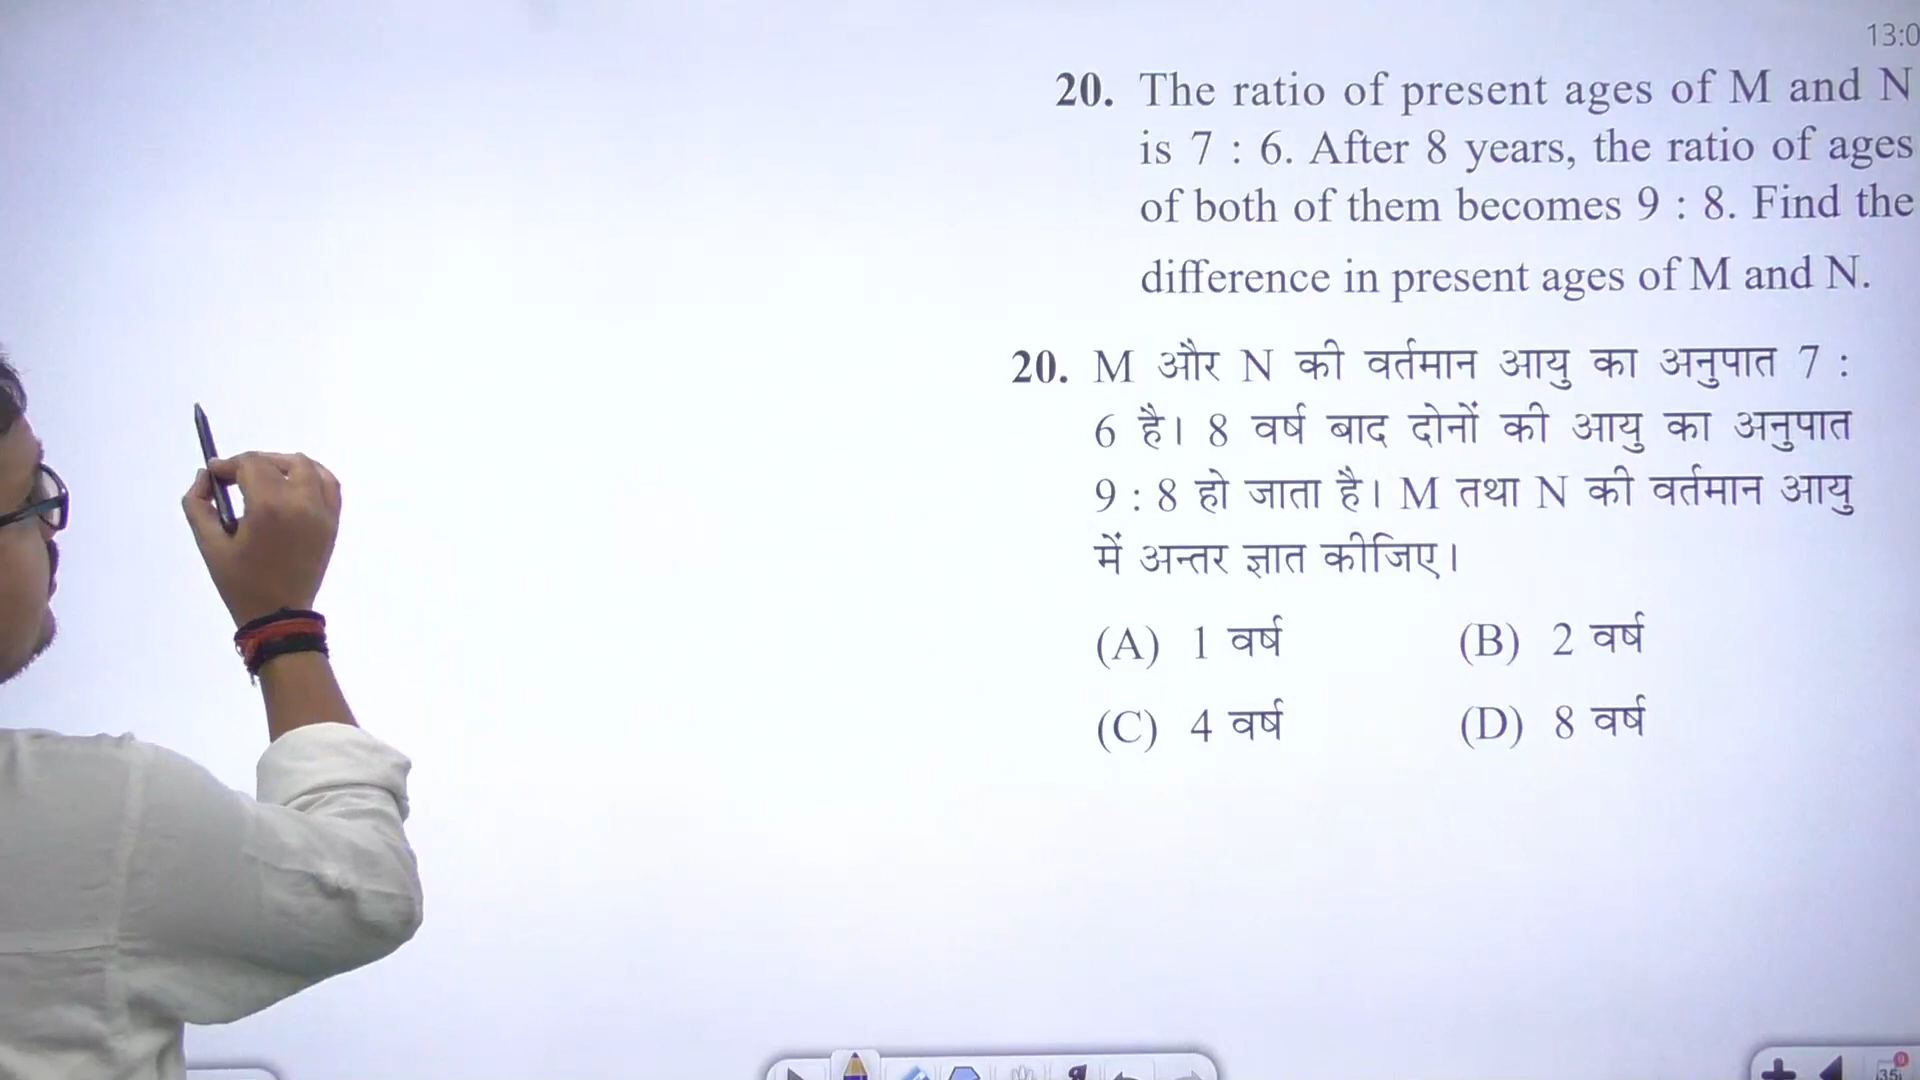 13:0
20. The ratio of present ages of M and N
is 7 : 6. After 8 years, the ratio of ages
of both of them becomes 9 : 8. Find the
difference in present ages of M and N.
20. M और N की वर्तमान आयु का अनुपात 7 :
6 है। 8 वर्ष बाद दोनों की आयु का अनुपात
9 : 8 हो जाता है। M तथा N की वर्तमान आयु
में अन्तर ज्ञात कीजिए।
(A) 1 वर्ष (B) 2 वर्ष
(C) 4 वर्ष (D) 8 वर्ष